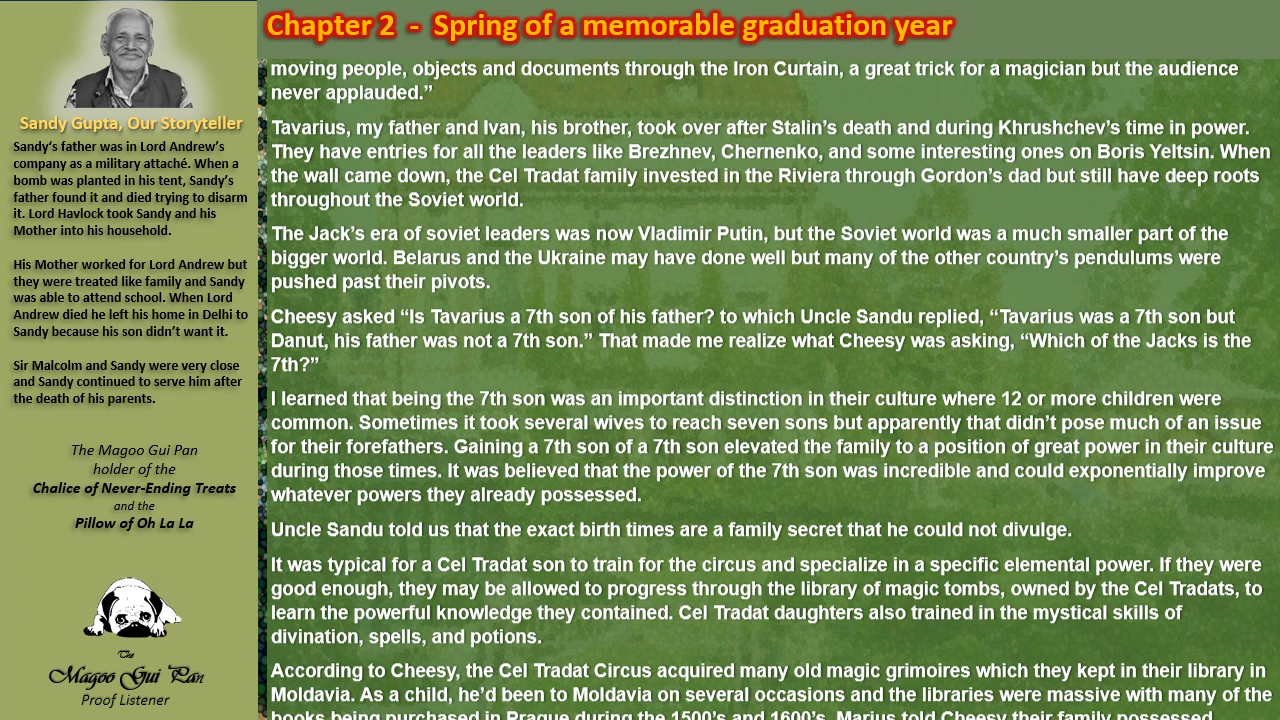 Chapter 2 - Spring of a memorable graduation year
Sandy Gupta, Our Storyteller
Sandy‘s father was in Lord Andrew’s
company as a military attaché. When a
bomb was planted in his tent, Sandy’s
father found it and died trying to disarm
it. Lord Havlock took Sandy and his
Mother into his household.
His Mother worked for Lord Andrew but
they were treated like family and Sandy
was able to attend school. When Lord
Andrew died he left his home in Delhi to
Sandy because his son didn’t want it.
Sir Malcolm and Sandy were very close
and Sandy continued to serve him after
the death of his parents.
The Magoo Gui Pan
holder of the
Chalice of Never-Ending Treats
and the
Pillow of Oh La La
The
Magoo Gui Pan
Proof Listener
moving people, objects and documents through the Iron Curtain, a great trick for a magician but the audience
never applauded.”
Tavarius, my father and Ivan, his brother, took over after Stalin’s death and during Khrushchev’s time in power.
They have entries for all the leaders like Brezhnev, Chernenko, and some interesting ones on Boris Yeltsin. When
the wall came down, the Cel Tradat family invested in the Riviera through Gordon’s dad but still have deep roots
throughout the Soviet world.
The Jack’s era of soviet leaders was now Vladimir Putin, but the Soviet world was a much smaller part of the
bigger world. Belarus and the Ukraine may have done well but many of the other country’s pendulums were
pushed past their pivots.
Cheesy asked “Is Tavarius a 7th son of his father? to which Uncle Sandu replied, “Tavarius was a 7th son but
Danut, his father was not a 7th son.” That made me realize what Cheesy was asking, “Which of the Jacks is the
7th?”
I learned that being the 7th son was an important distinction in their culture where 12 or more children were
common. Sometimes it took several wives to reach seven sons but apparently that didn’t pose much of an issue
for their forefathers. Gaining a 7th son of a 7th son elevated the family to a position of great power in their culture
during those times. It was believed that the power of the 7th son was incredible and could exponentially improve
whatever powers they already possessed.
Uncle Sandu told us that the exact birth times are a family secret that he could not divulge.
It was typical for a Cel Tradat son to train for the circus and specialize in a specific elemental power. If they were
good enough, they may be allowed to progress through the library of magic tombs, owned by the Cel Tradats, to
learn the powerful knowledge they contained. Cel Tradat daughters also trained in the mystical skills of
divination, spells, and potions.
According to Cheesy, the Cel Tradat Circus acquired many old magic grimoires which they kept in their library in
Moldavia. As a child, he’d been to Moldavia on several occasions and the libraries were massive with many of the
books being purchased in Prague during the 1500’s and 1600’s. Marius told Cheesy their family possessed